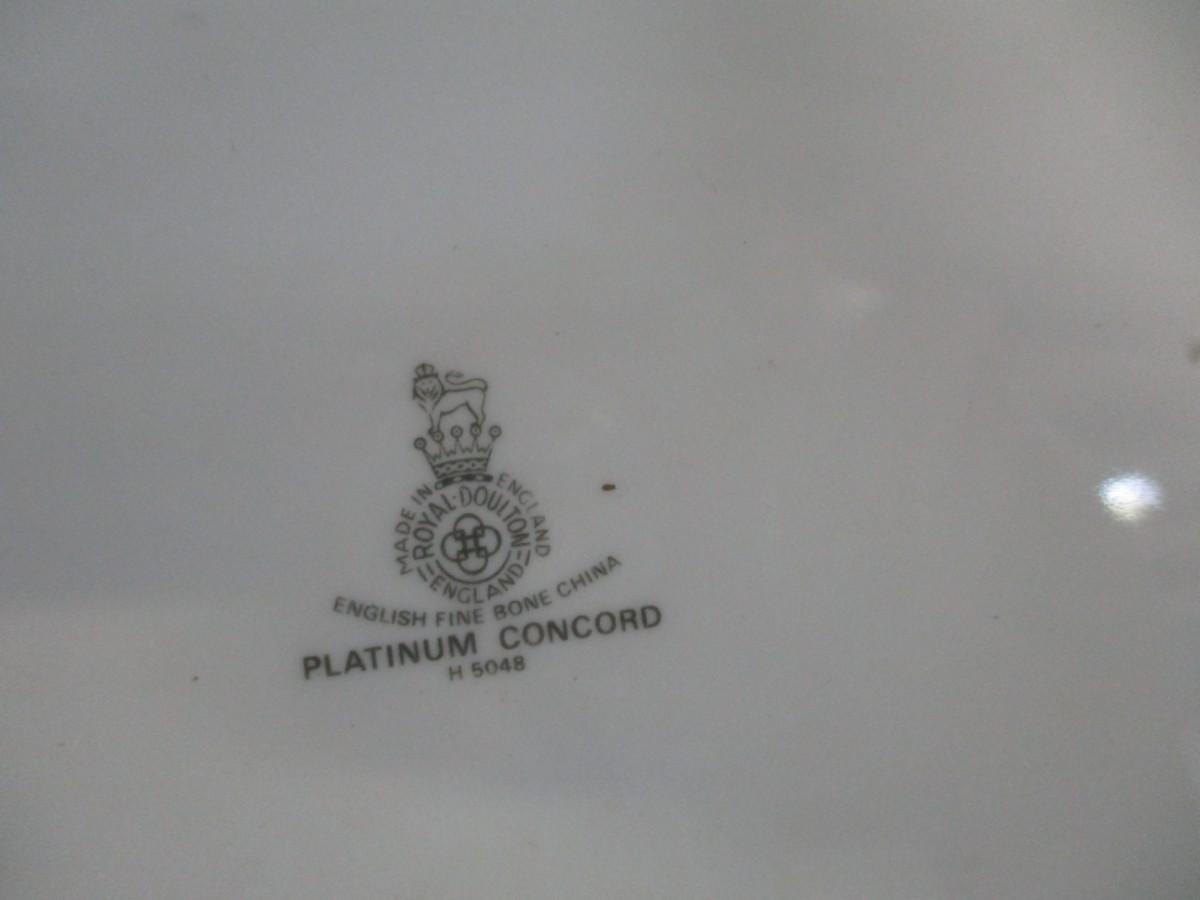 MADE IN ENGLAND
ROYAL·DOULTON
ENGLAND
ENGLISH FINE BONE CHINA
PLATINUM CONCORD
H 5048